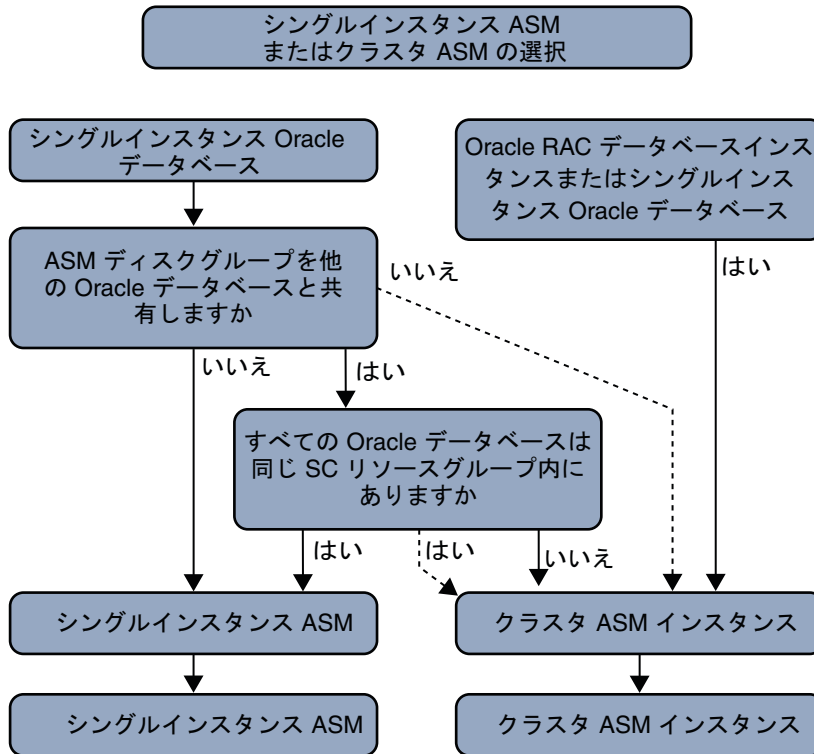 シングルインスタンス ASM
またはクラスタ ASM の選択
シングルインスタンス Oracle
データベース
Oracle RAC データベースインス
タンスまたはシングルインス
タンス Oracle データベース
ASM ディスクグループを他
の Oracle データベースと共
有しますか
いいえ
はい
いいえ
はい
すべての Oracle データベースは
同じ SC リソースグループ内に
ありますか
はい
はい
いいえ
シングルインスタンス ASM
クラスタ ASM インスタンス
シングルインスタンス ASM
クラスタ ASM インスタンス